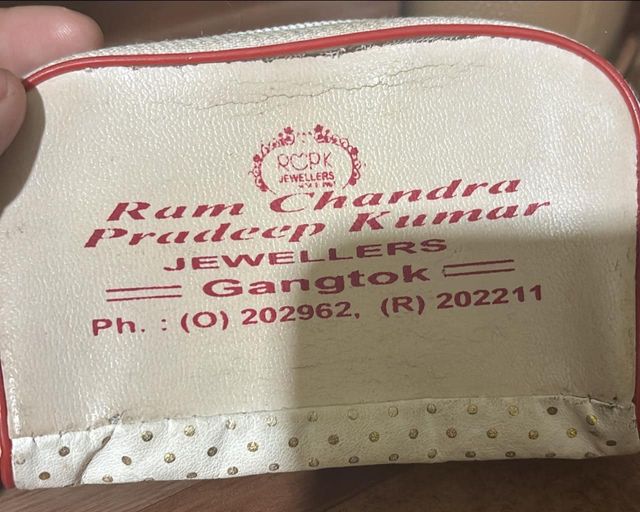 RCPK
JEWELLERS
Ram Chandra
Pradeep Kumar
JEWELLERS
Gangtok
Ph. : (O) 202962, (R) 202211